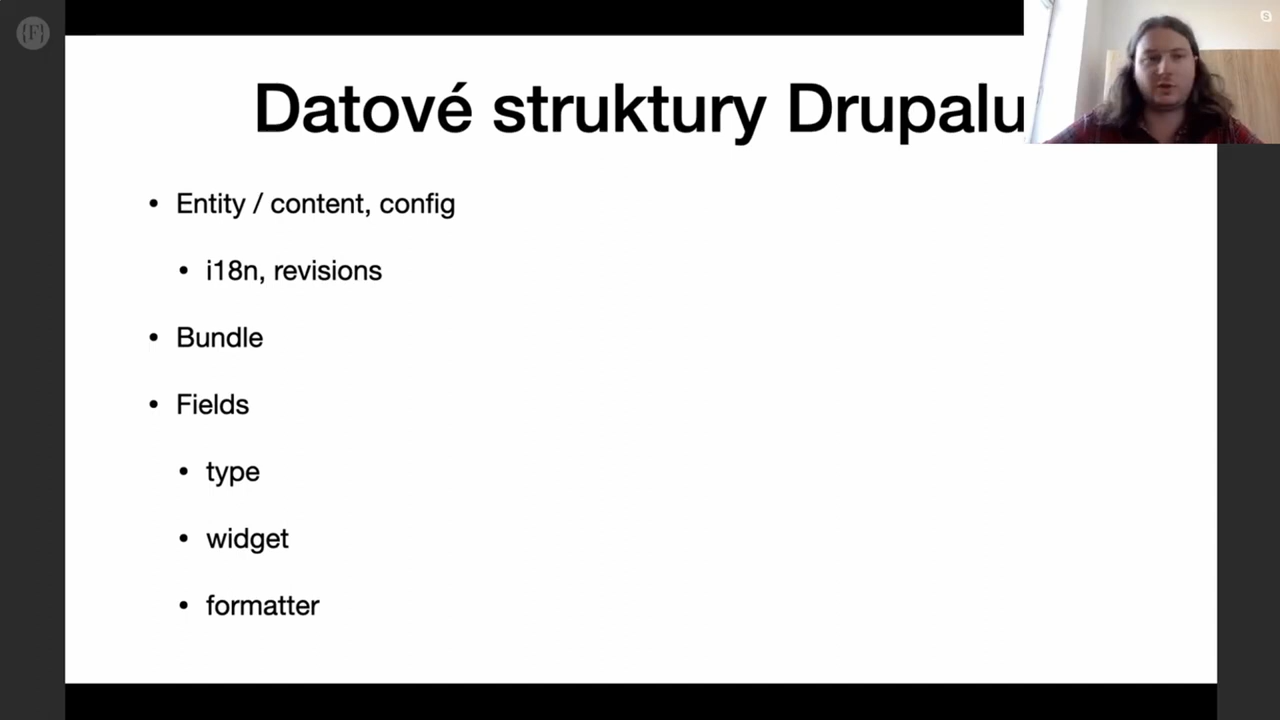 {F}
Datové struktury Drupalu
• Entity / content, config
• i18n, revisions
• Bundle
• Fields
• type
• widget
• formatter